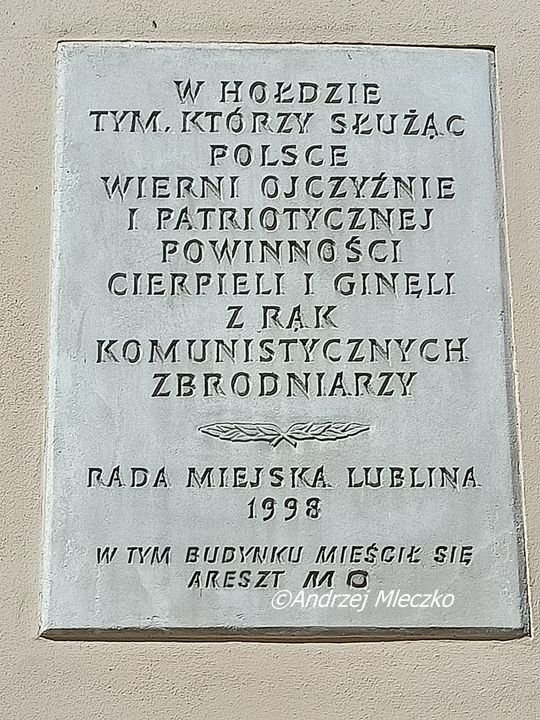 W HOŁDZIE
TYM, KTÓRZY SŁUŻĄC
POLSCE
WIERNI OJCZYŹNIE
I PATRIOTYCZNEJ
POWINNOŚCI
CIERPIELI I GINĘLI
Z RĄK
KOMUNISTYCZNYCH
ZBRODNIARZY
RADA MIEJSKA LUBLINA
1998
W TYM BUDYNKU MIEŚCIŁ SIĘ
ARESZT MO
©Andrzej Mleczko